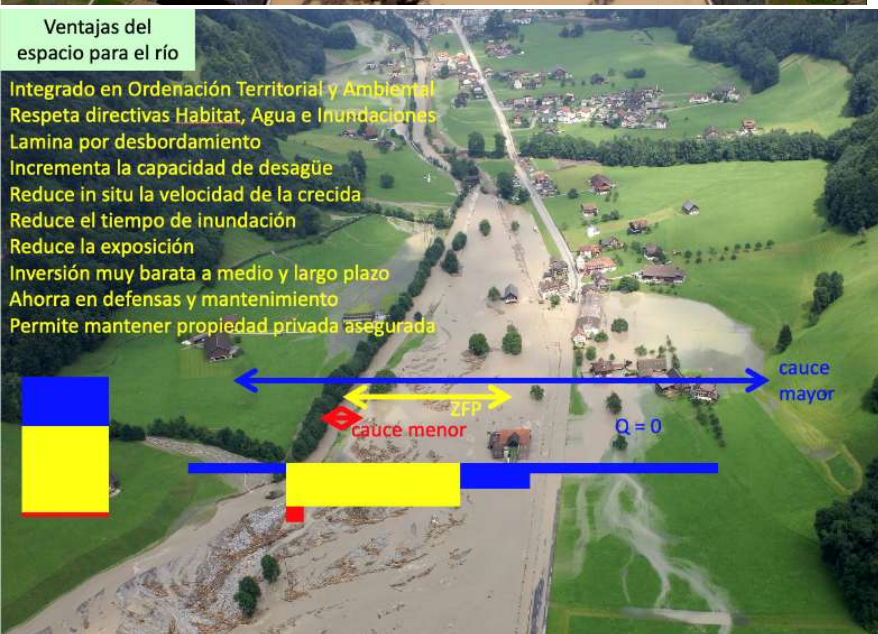 Ventajas del
espacio para el río
Integrado en Ordenación Territorial y Ambiental
Respeta directivas Habitat, Agua e Inundaciones
Lamina por desbordamiento
Incrementa la capacidad de desagüe
Reduce in situ la velocidad de la crecida
Reduce el tiempo de inundación
Reduce la exposición
Inversión muy barata a medio y largo plazo
Ahorra en defensas y mantenimiento
Permite mantener propiedad privada asegurada
cauce
mayor
ZFP
cauce menor
Q = 0